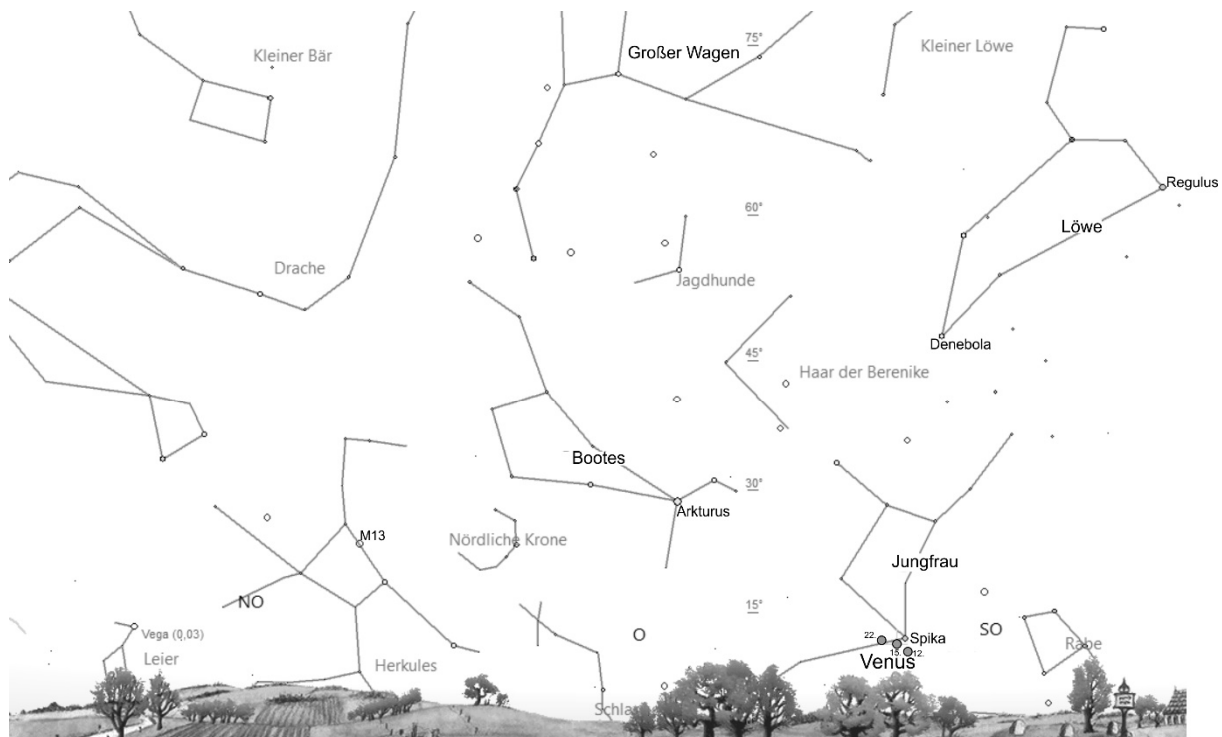 Kleiner Bär
Großer Wagen
75°
Kleiner Löwe
Regulus
60°
Löwe
Drache
Jagdhunde
Denebola
45°
Haar der Berenike
Bootes
30°
Arkturus
M13
Nördliche Krone
Jungfrau
NO
15°
Vega (0,03)
O
22.
Spika
SO
15.
12.
Rabe
Leier
Herkules
Venus